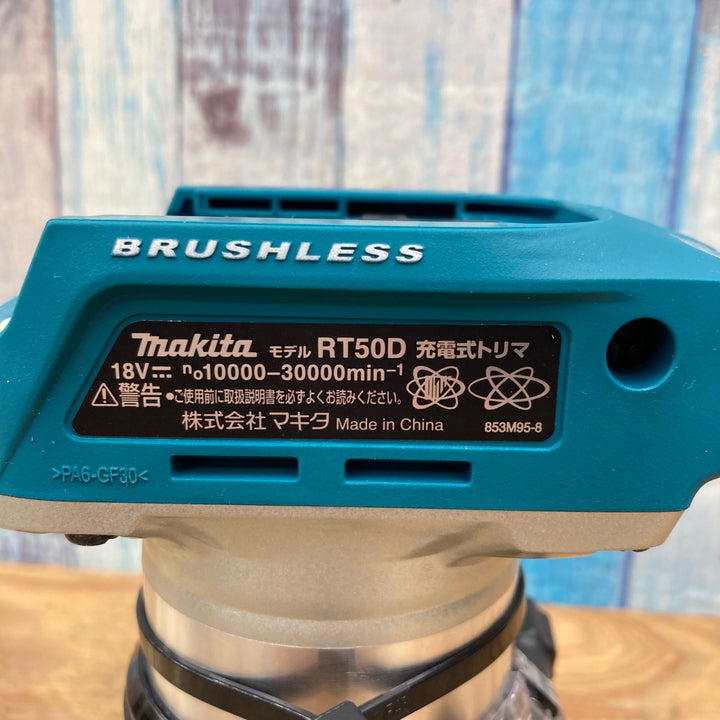 BRUSHLESS
makita モデル RT50D 充電式トリマ
18V⎓ n₀10000–30000min⁻¹
⚠警告 •ご使用前に取扱説明書を必ずよくお読みください。
株式会社 マキタ Made in China 853M95-8
>PA6-GF30<